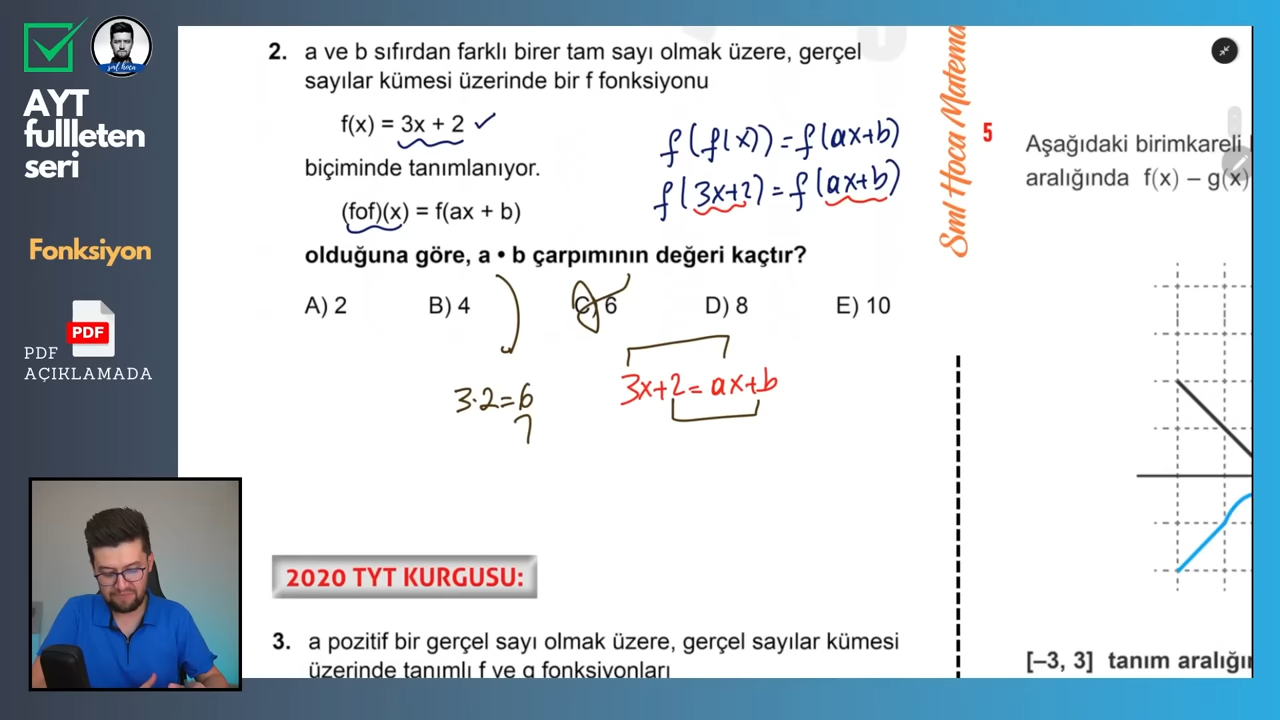 sml hoca
AYT
fullleten
seri
Fonksiyon
PDF
PDF
AÇIKLAMADA
2. a ve b sıfırdan farklı birer tam sayı olmak üzere, gerçel
sayılar kümesi üzerinde bir f fonksiyonu
f(x) = 3x + 2
biçiminde tanımlanıyor.
(fof)(x) = f(ax + b)
olduğuna göre, a • b çarpımının değeri kaçtır?
A) 2 B) 4 C) 6 D) 8 E) 10
f(f(x)) = f(ax+b)
f(3x+2) = f(ax+b)
3·2=6
3x+2=ax+b
2020 TYT KURGUSU:
3. a pozitif bir gerçel sayı olmak üzere, gerçel sayılar kümesi
üzerinde tanımlı f ve g fonksiyonları
Sml Hoca Matema
5
Aşağıdaki birimkareli
aralığında f(x) – g(x)
[–3, 3] tanım aralığı